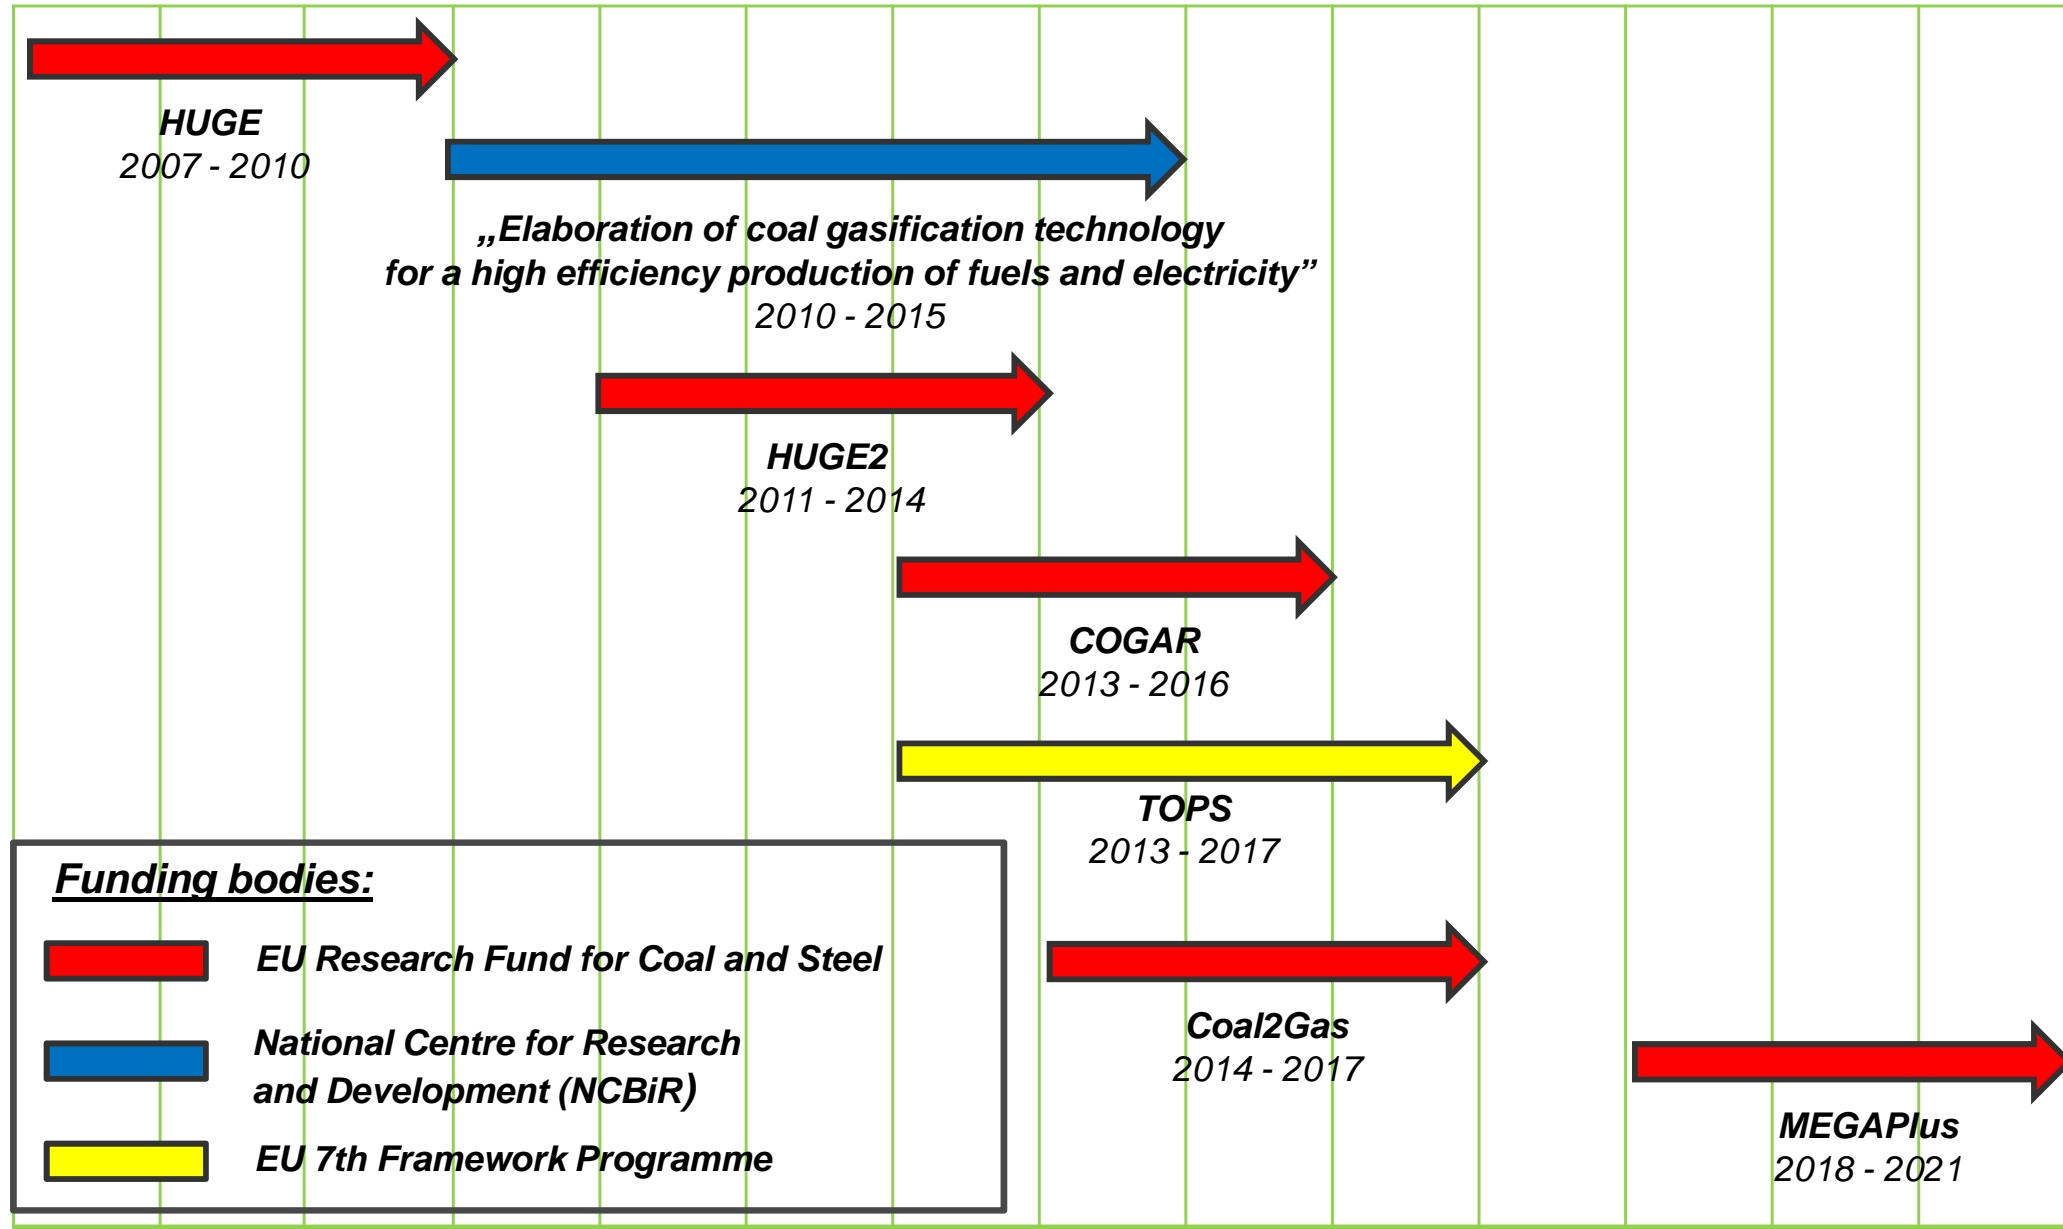 HUGE
2007 - 2010
„Elaboration of coal gasification technology
for a high efficiency production of fuels and electricity”
2010 - 2015
HUGE2
2011 - 2014
COGAR
2013 - 2016
TOPS
2013 - 2017
Coal2Gas
2014 - 2017
MEGAPlus
2018 - 2021
Funding bodies:
EU Research Fund for Coal and Steel
National Centre for Research
and Development (NCBiR)
EU 7th Framework Programme